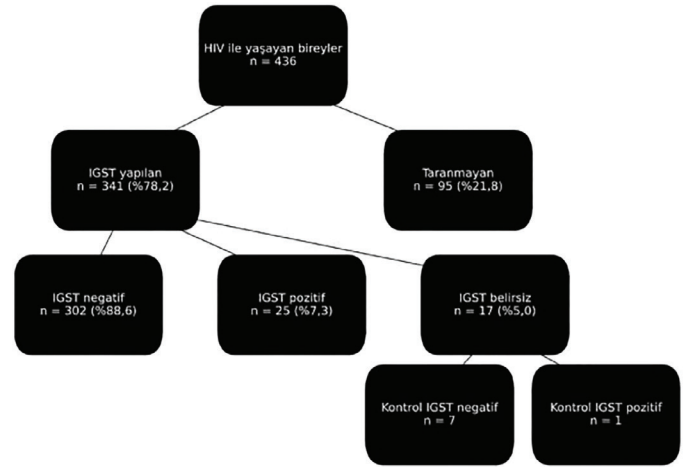 HIV ile yaşayan bireyler
n = 436
IGST yapılan
n = 341 (%78,2)
Taranmayan
n = 95 (%21,8)
IGST negatif
n = 302 (%88,6)
IGST pozitif
n = 25 (%7,3)
IGST belirsiz
n = 17 (%5,0)
Kontrol IGST negatif
n = 7
Kontrol IGST pozitif
n = 1